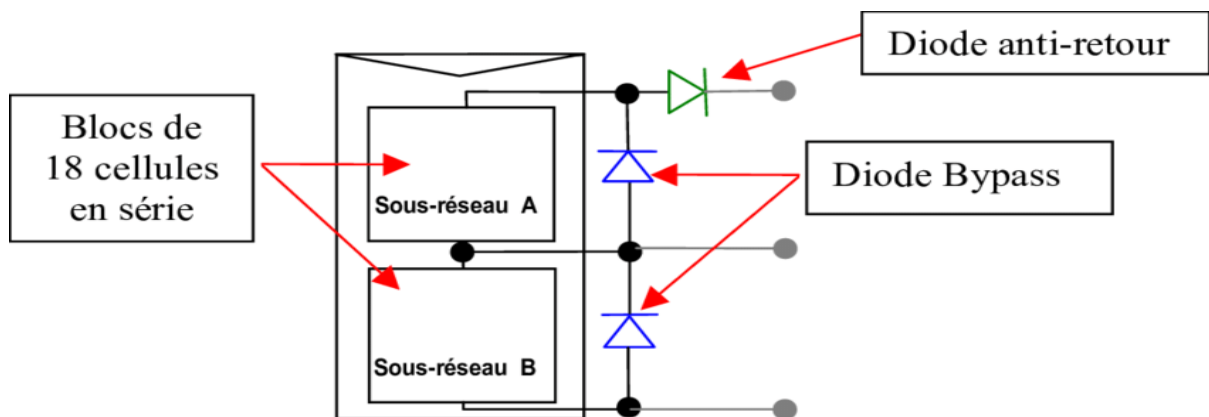 Diode anti-retour
Blocs de
18 cellules
en série
Sous-réseau A
Diode Bypass
Sous-réseau B